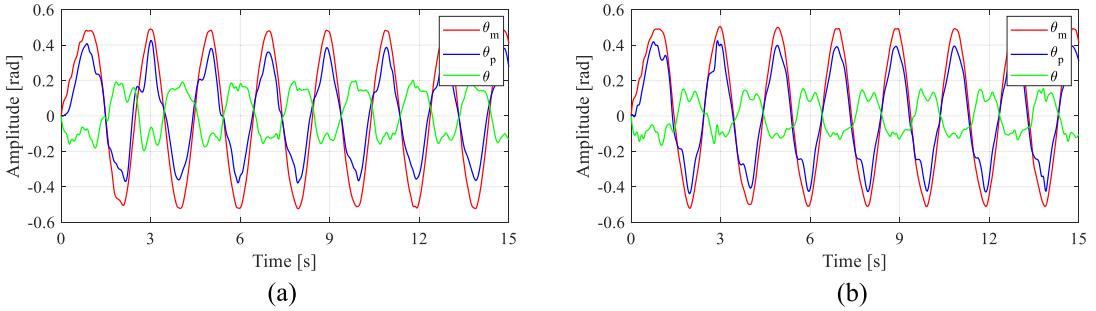 0.6
0.4
0.2
0
-0.2
-0.4
-0.6
Amplitude [rad]
0 3 6 9 12 15
Time [s]
θm
θp
θ
(a)
0.6
0.4
0.2
0
-0.2
-0.4
-0.6
Amplitude [rad]
0 3 6 9 12 15
Time [s]
θm
θp
θ
(b)